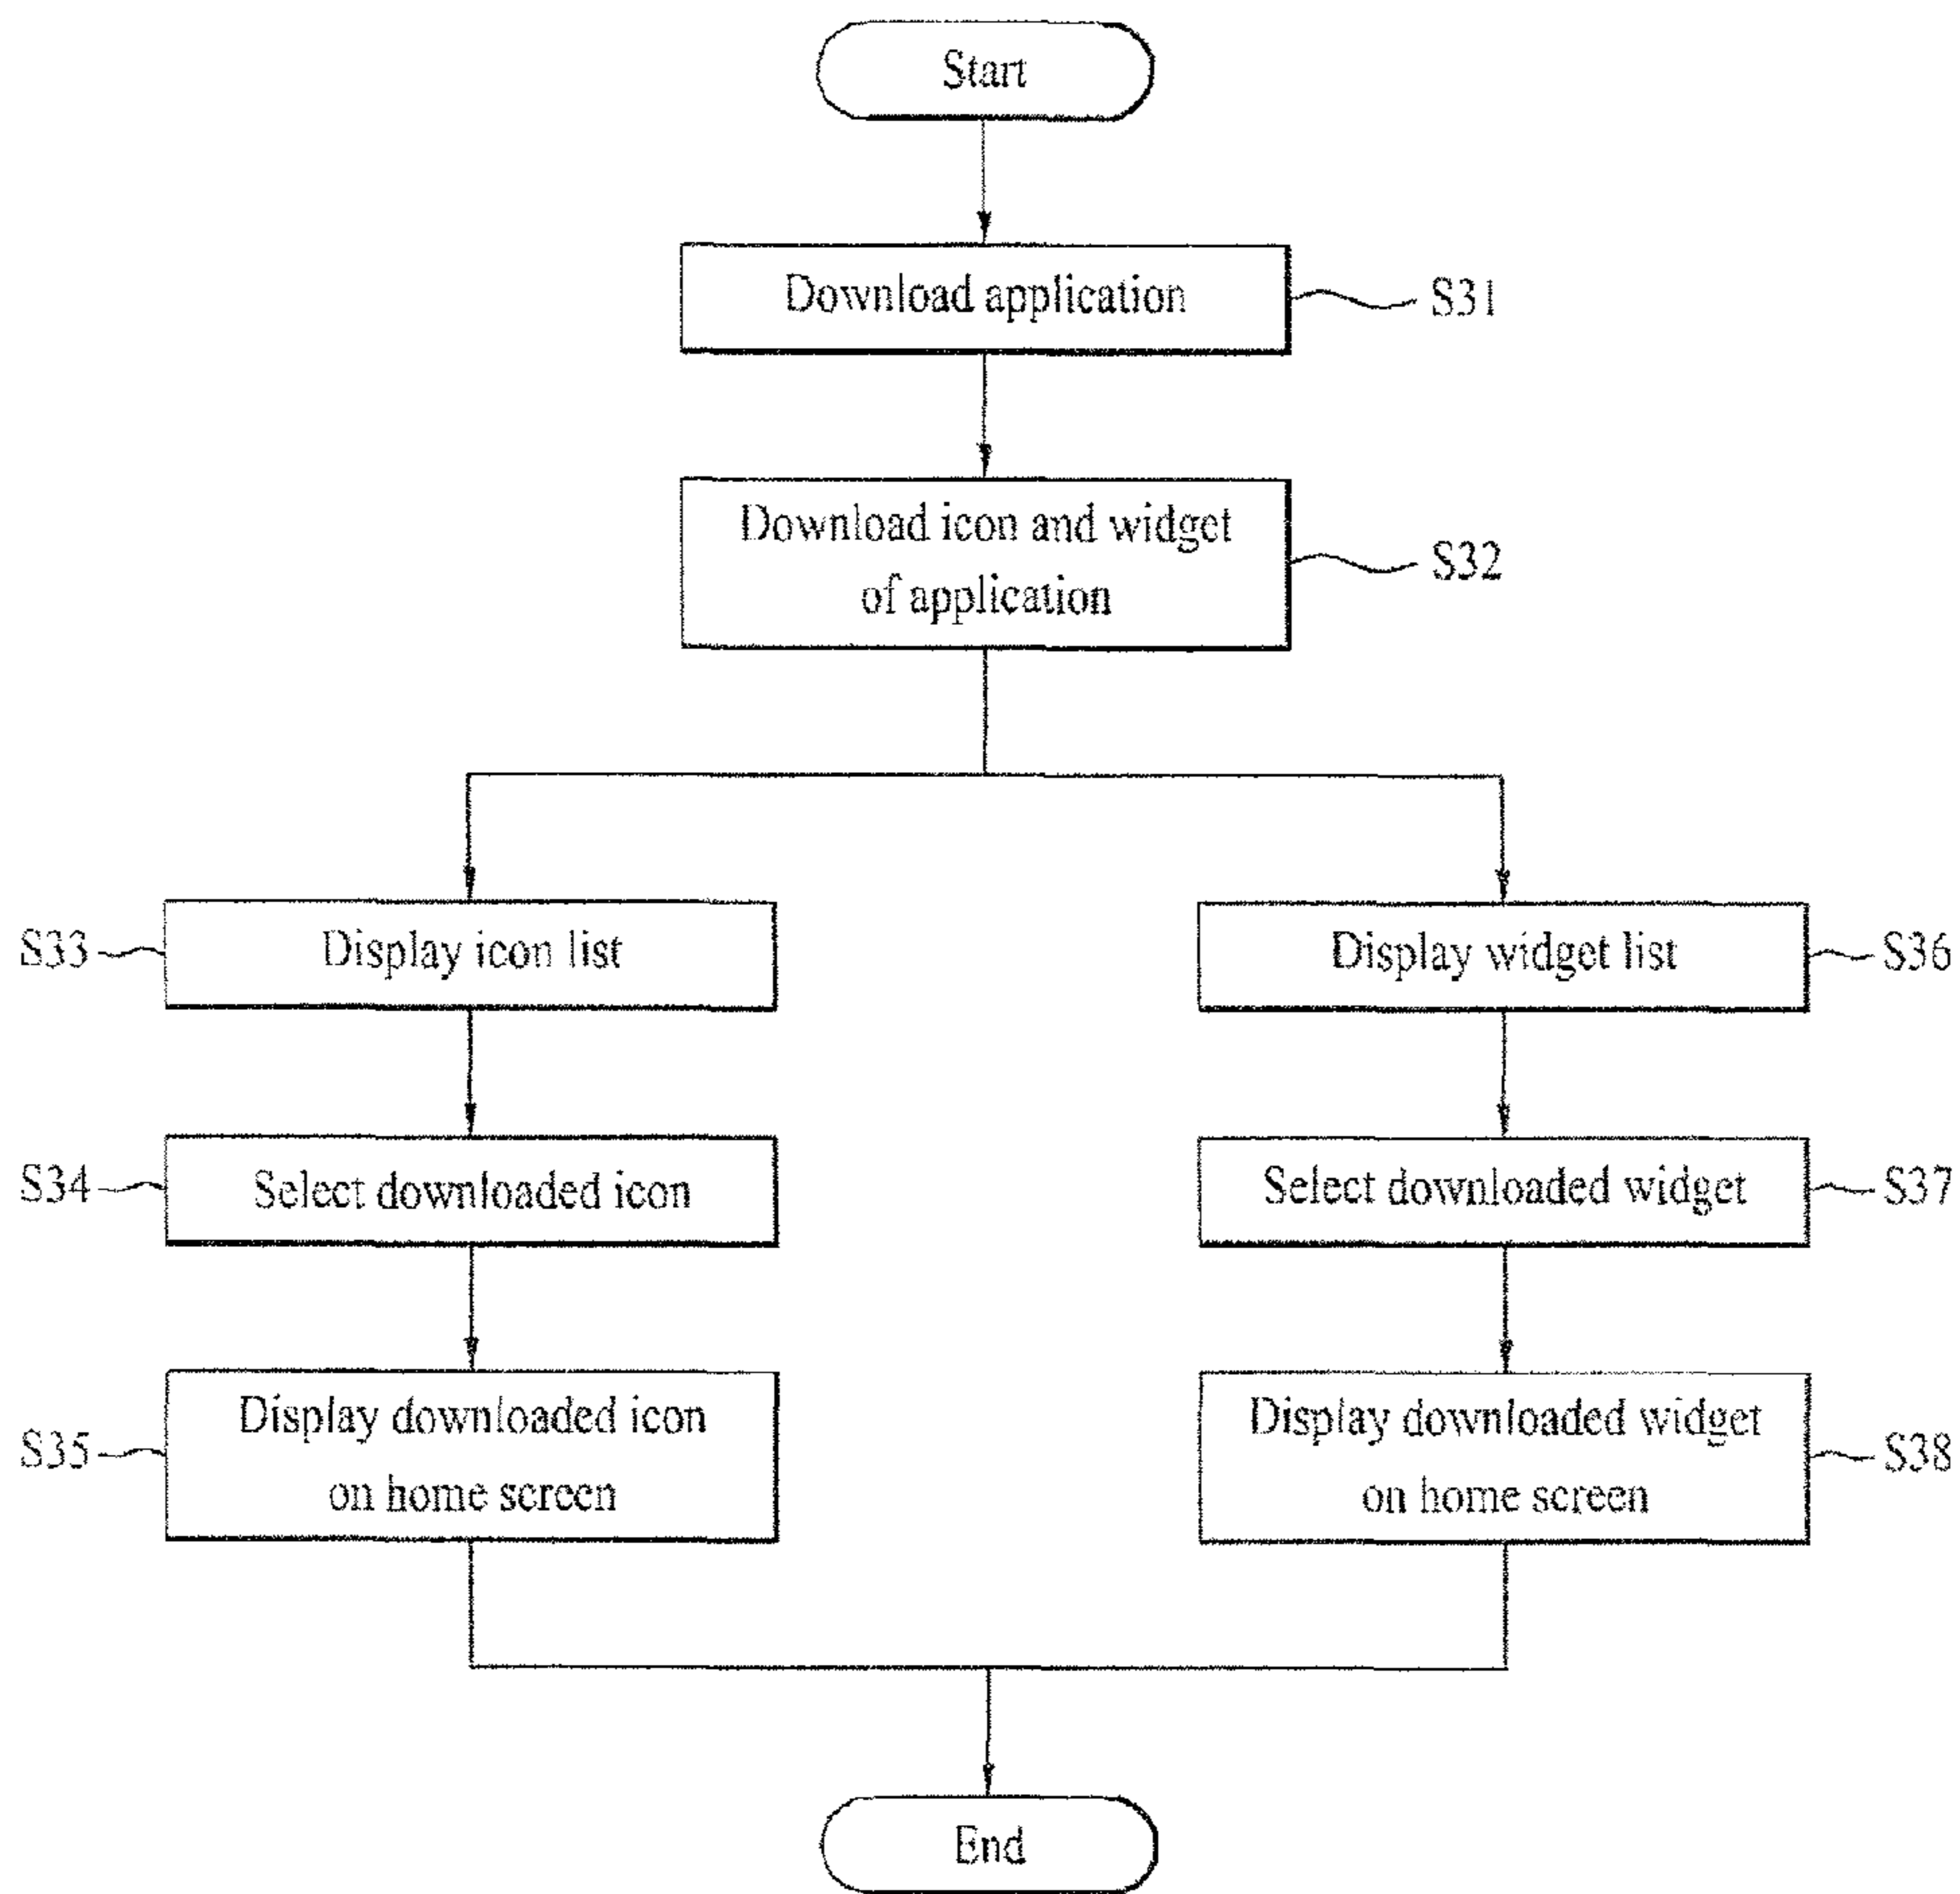 Start
Download application
S31
Download icon and widget
of application
S32
S33
Display icon list
Display widget list
S36
S34
Select downloaded icon
Select downloaded widget
S37
S35
Display downloaded icon
on home screen
Display downloaded widget
on home screen
S38
End